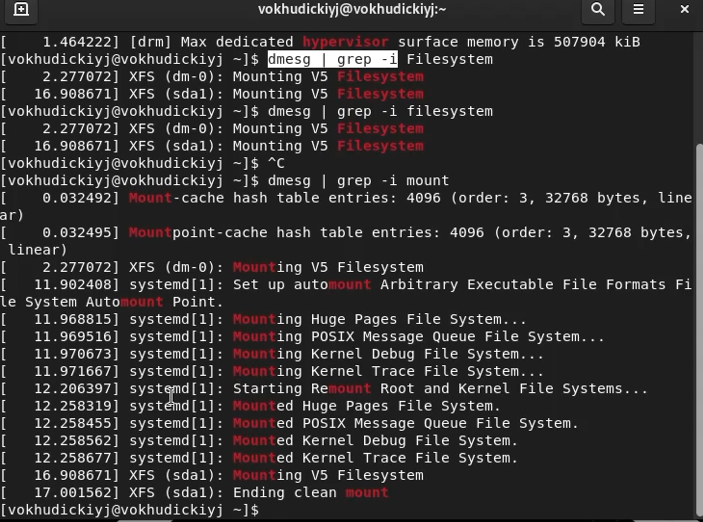 vokhudickiyj@vokhudickiyj:~
[    1.464222] [drm] Max dedicated hypervisor surface memory is 507904 kiB
[vokhudickiyj@vokhudickiyj ~]$ dmesg | grep -i Filesystem
[    2.277072] XFS (dm-0): Mounting V5 Filesystem
[   16.908671] XFS (sda1): Mounting V5 Filesystem
[vokhudickiyj@vokhudickiyj ~]$ dmesg | grep -i filesystem
[    2.277072] XFS (dm-0): Mounting V5 Filesystem
[   16.908671] XFS (sda1): Mounting V5 Filesystem
[vokhudickiyj@vokhudickiyj ~]$ ^C
[vokhudickiyj@vokhudickiyj ~]$ dmesg | grep -i mount
[    0.032492] Mount-cache hash table entries: 4096 (order: 3, 32768 bytes, line
ar)
[    0.032495] Mountpoint-cache hash table entries: 4096 (order: 3, 32768 bytes,
 linear)
[    2.277072] XFS (dm-0): Mounting V5 Filesystem
[   11.902408] systemd[1]: Set up automount Arbitrary Executable File Formats Fi
le System Automount Point.
[   11.968815] systemd[1]: Mounting Huge Pages File System...
[   11.969516] systemd[1]: Mounting POSIX Message Queue File System...
[   11.970673] systemd[1]: Mounting Kernel Debug File System...
[   11.971667] systemd[1]: Mounting Kernel Trace File System...
[   12.206397] systemd[1]: Starting Remount Root and Kernel File Systems...
[   12.258319] systemd[1]: Mounted Huge Pages File System.
[   12.258455] systemd[1]: Mounted POSIX Message Queue File System.
[   12.258562] systemd[1]: Mounted Kernel Debug File System.
[   12.258677] systemd[1]: Mounted Kernel Trace File System.
[   16.908671] XFS (sda1): Mounting V5 Filesystem
[   17.001562] XFS (sda1): Ending clean mount
[vokhudickiyj@vokhudickiyj ~]$